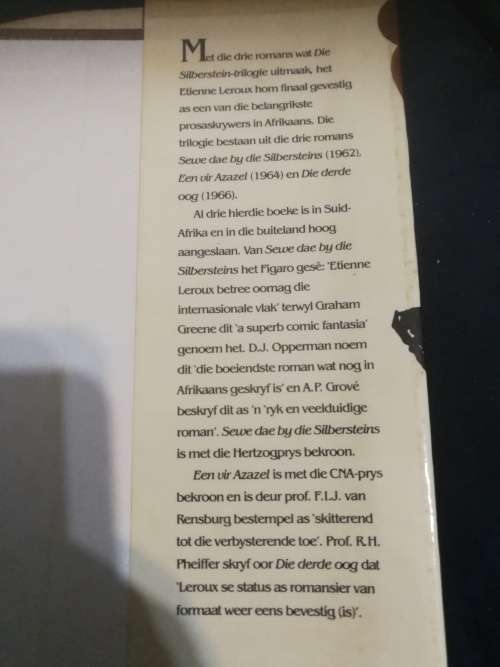 Met die drie romans wat Die
Silberstein-trilogie uitmaak, het
Etienne Leroux hom finaal gevestig
as een van die belangrikste
prosaskrywers in Afrikaans. Die
trilogie bestaan uit die drie romans
Sewe dae by die Silbersteins (1962),
Een vir Azazel (1964) en Die derde
oog (1966).
Al drie hierdie boeke is in Suid-
Afrika en in die buiteland hoog
aangeslaan. Van Sewe dae by die
Silbersteins het Figaro gesê: 'Etienne
Leroux betree oornag die
internasionale vlak' terwyl Graham
Greene dit 'a superb comic fantasia'
genoem het. D.J. Opperman noem
dit 'die boeiendste roman wat nog in
Afrikaans geskryf is' en A.P. Grové
beskryf dit as 'n 'ryk en veelduidige
roman'. Sewe dae by die Silbersteins
is met die Hertzogprys bekroon.
Een vir Azazel is met die CNA-prys
bekroon en is deur prof. F.I.J. van
Rensburg bestempel as 'skitterend
tot die verbysterende toe'. Prof. R.H.
Pheiffer skryf oor Die derde oog dat
'Leroux se status as romansier van
formaat weer eens bevestig (is)'.